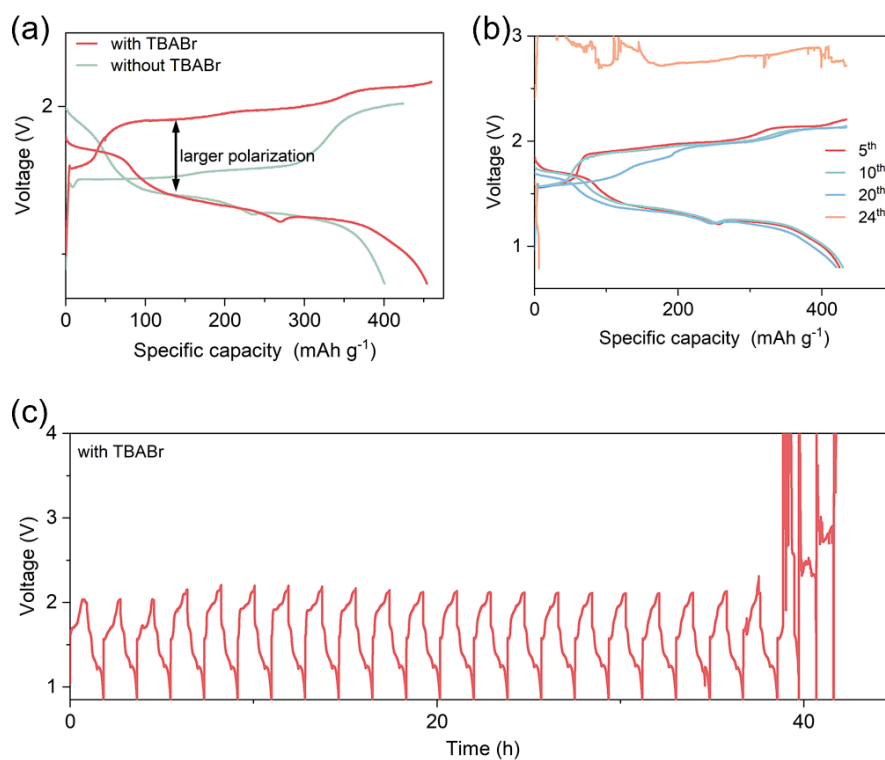 (a)
with TBABr
without TBABr
2
Voltage (V)
larger polarization
0 100 200 300 400
Specific capacity (mAh g⁻¹)
(b)
3
2
1
Voltage (V)
5th
10th
20th
24th
0 200 400
Specific capacity (mAh g⁻¹)
(c)
4
3
2
1
Voltage (V)
with TBABr
0 20 40
Time (h)